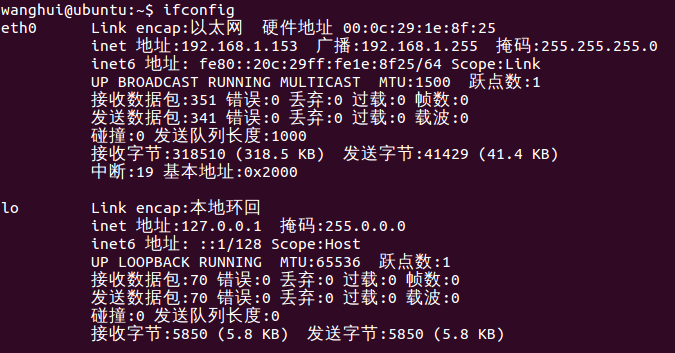 wanghui@ubuntu:~$ ifconfig
eth0 Link encap:以太网 硬件地址 00:0c:29:1e:8f:25
inet 地址:192.168.1.153 广播:192.168.1.255 掩码:255.255.255.0
inet6 地址: fe80::20c:29ff:fe1e:8f25/64 Scope:Link
UP BROADCAST RUNNING MULTICAST MTU:1500 跃点数:1
接收数据包:351 错误:0 丢弃:0 过载:0 帧数:0
发送数据包:341 错误:0 丢弃:0 过载:0 载波:0
碰撞:0 发送队列长度:1000
接收字节:318510 (318.5 KB) 发送字节:41429 (41.4 KB)
中断:19 基本地址:0x2000
lo Link encap:本地环回
inet 地址:127.0.0.1 掩码:255.0.0.0
inet6 地址: ::1/128 Scope:Host
UP LOOPBACK RUNNING MTU:65536 跃点数:1
接收数据包:70 错误:0 丢弃:0 过载:0 帧数:0
发送数据包:70 错误:0 丢弃:0 过载:0 载波:0
碰撞:0 发送队列长度:0
接收字节:5850 (5.8 KB) 发送字节:5850 (5.8 KB)